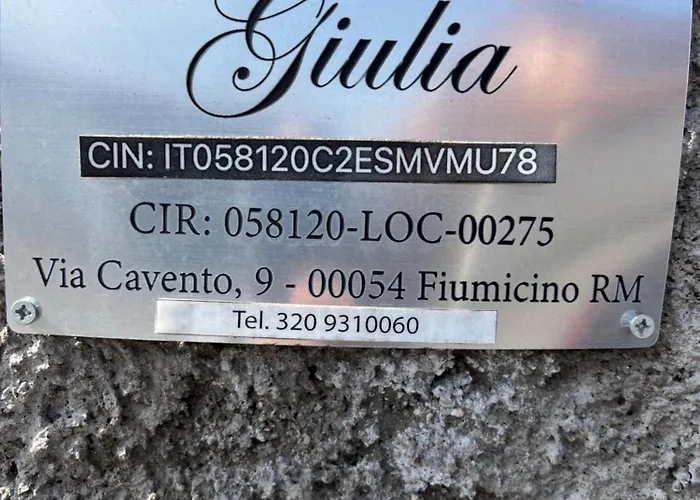 Giulia
CIN: IT058120C2ESMVMU78
CIR: 058120-LOC-00275
Via Cavento, 9 - 00054 Fiumicino RM
Tel. 320 9310060